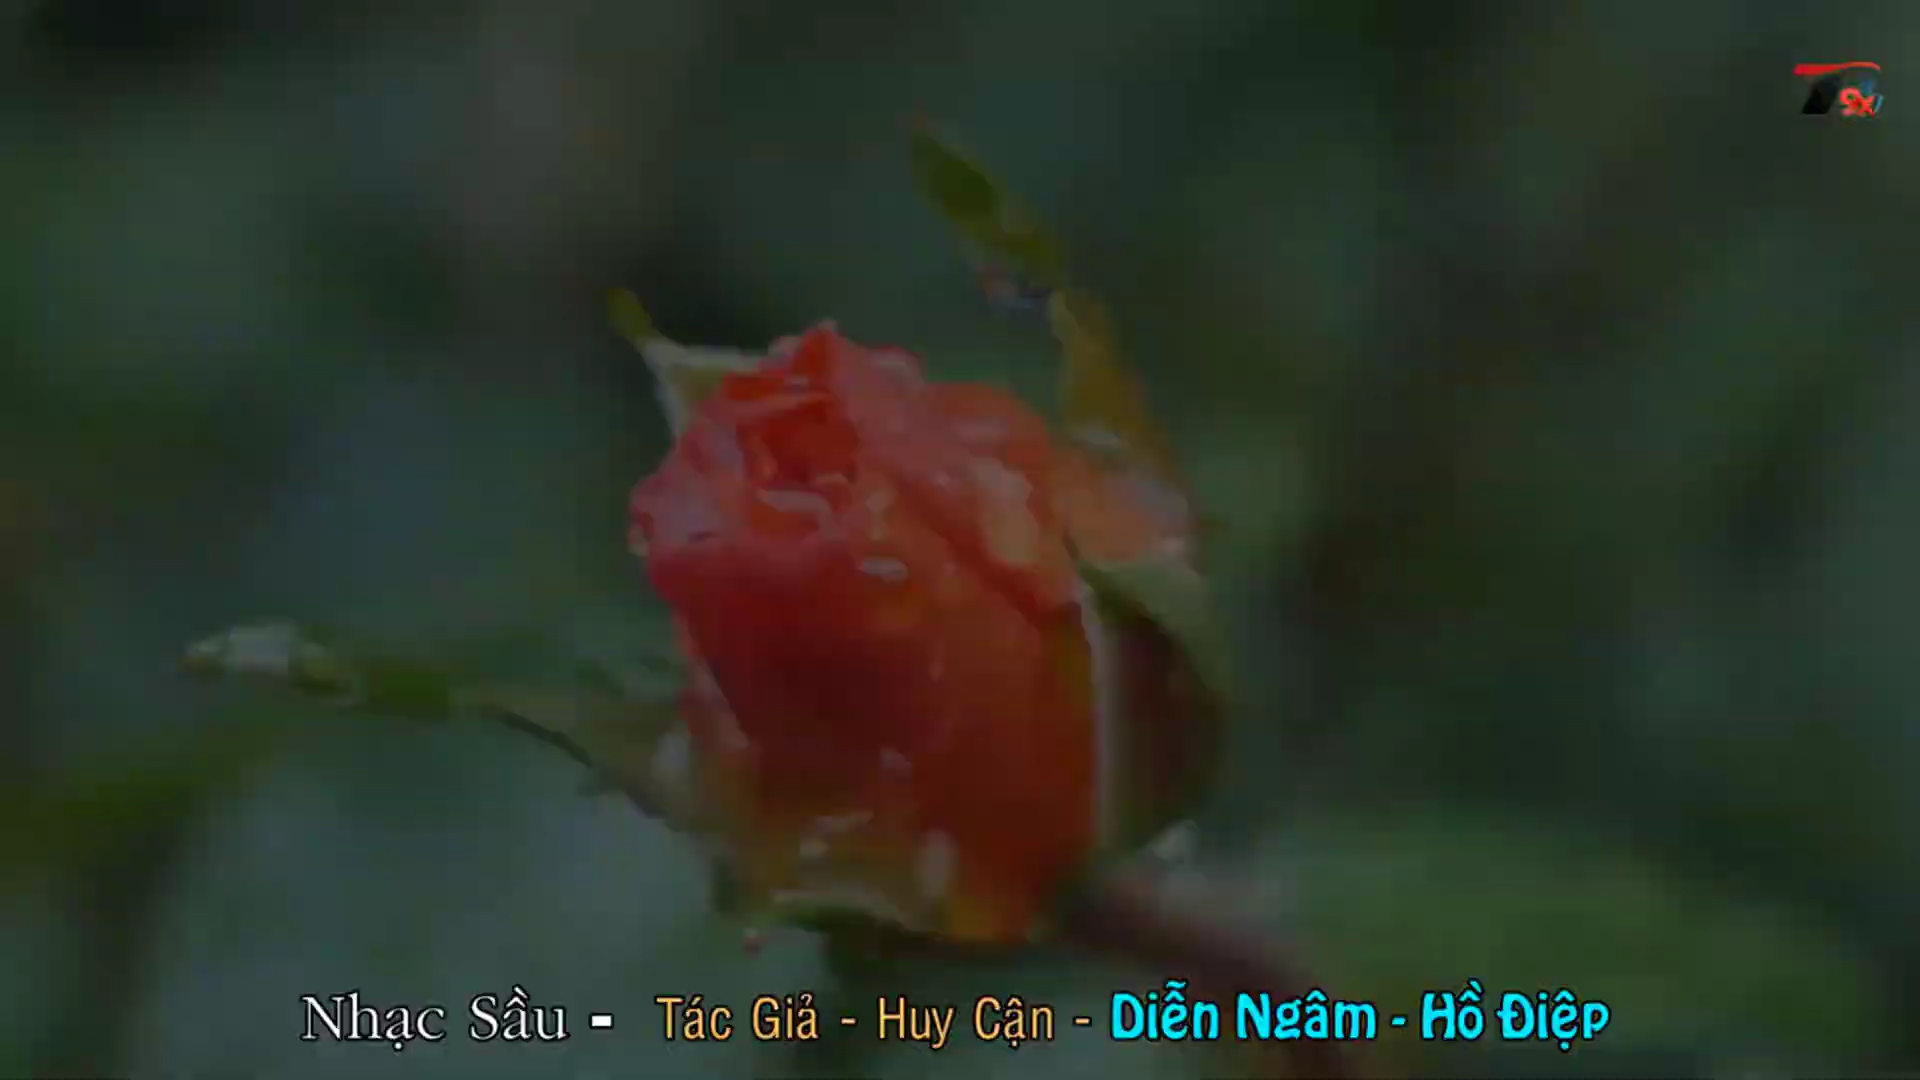 Nhạc Sầu - Tác Giả - Huy Cận - Diễn Ngâm - Hồ Điệp